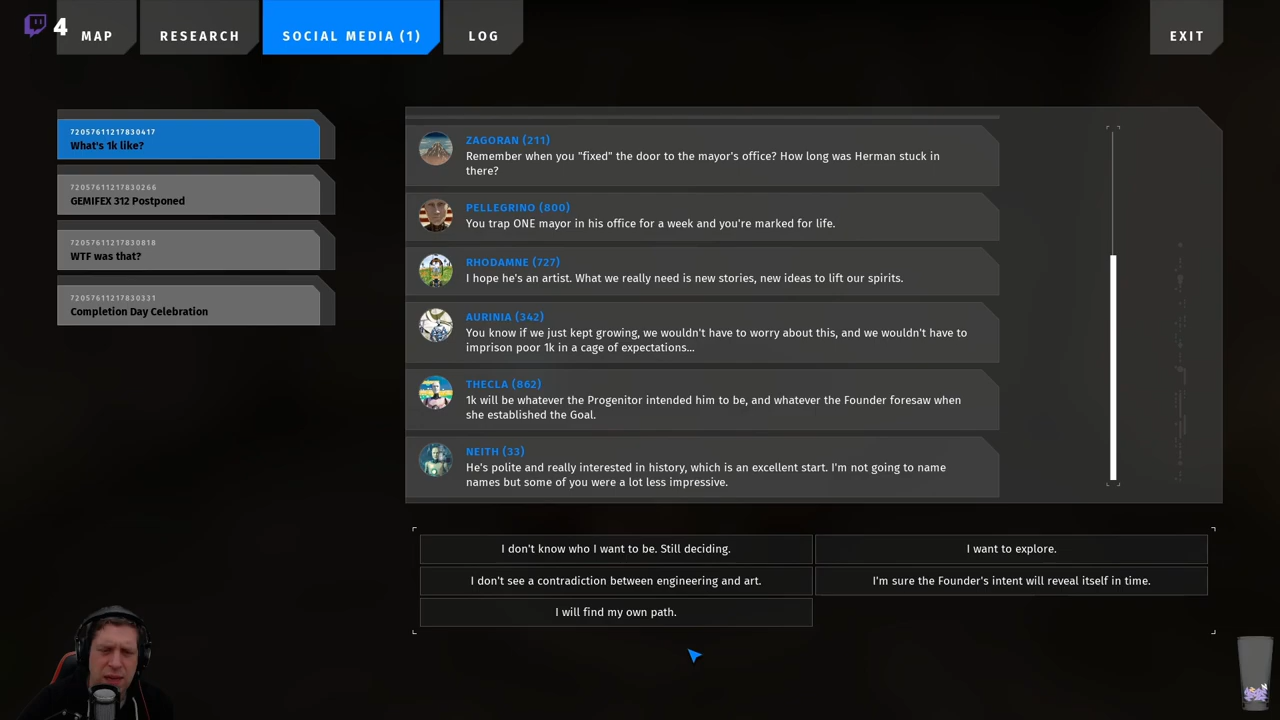 4
MAP
RESEARCH
SOCIAL MEDIA (1)
LOG
EXIT
72057611217830417
What's 1k like?
72057611217830266
GEMIFEX 312 Postponed
72057611217830818
WTF was that?
72057611217830331
Completion Day Celebration
ZAGORAN (211)
Remember when you "fixed" the door to the mayor's office? How long was Herman stuck in
there?
PELLEGRINO (800)
You trap ONE mayor in his office for a week and you're marked for life.
RHODAMNE (727)
I hope he's an artist. What we really need is new stories, new ideas to lift our spirits.
AURINIA (342)
You know if we just kept growing, we wouldn't have to worry about this, and we wouldn't have to
imprison poor 1k in a cage of expectations...
THECLA (862)
1k will be whatever the Progenitor intended him to be, and whatever the Founder foresaw when
she established the Goal.
NEITH (33)
He's polite and really interested in history, which is an excellent start. I'm not going to name
names but some of you were a lot less impressive.
I don't know who I want to be. Still deciding.
I want to explore.
I don't see a contradiction between engineering and art.
I'm sure the Founder's intent will reveal itself in time.
I will find my own path.